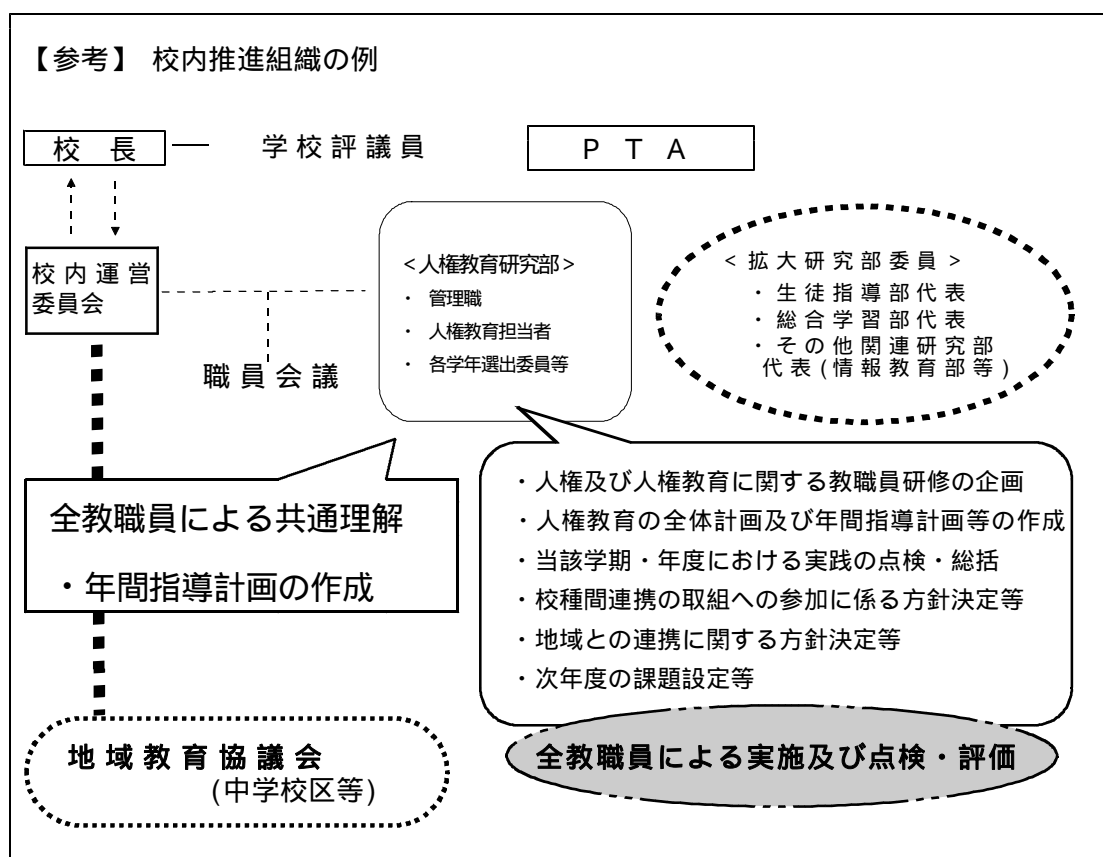 【参考】 校内推進組織の例
校 長
学校評議員
P T A
校内運営
委員会
職員会議
<人権教育研究部>
・ 管理職
・ 人権教育担当者
・ 各学年選出委員等
< 拡大研究部委員 >
・ 生徒指導部代表
・ 総合学習部代表
・ その他関連研究部
代表(情報教育部等)
全教職員による共通理解
・年間指導計画の作成
・人権及び人権教育に関する教職員研修の企画
・人権教育の全体計画及び年間指導計画等の作成
・当該学期・年度における実践の点検・総括
・校種間連携の取組への参加に係る方針決定等
・地域との連携に関する方針決定等
・次年度の課題設定等
地域教育協議会
(中学校区等)
全教職員による実施及び点検・評価